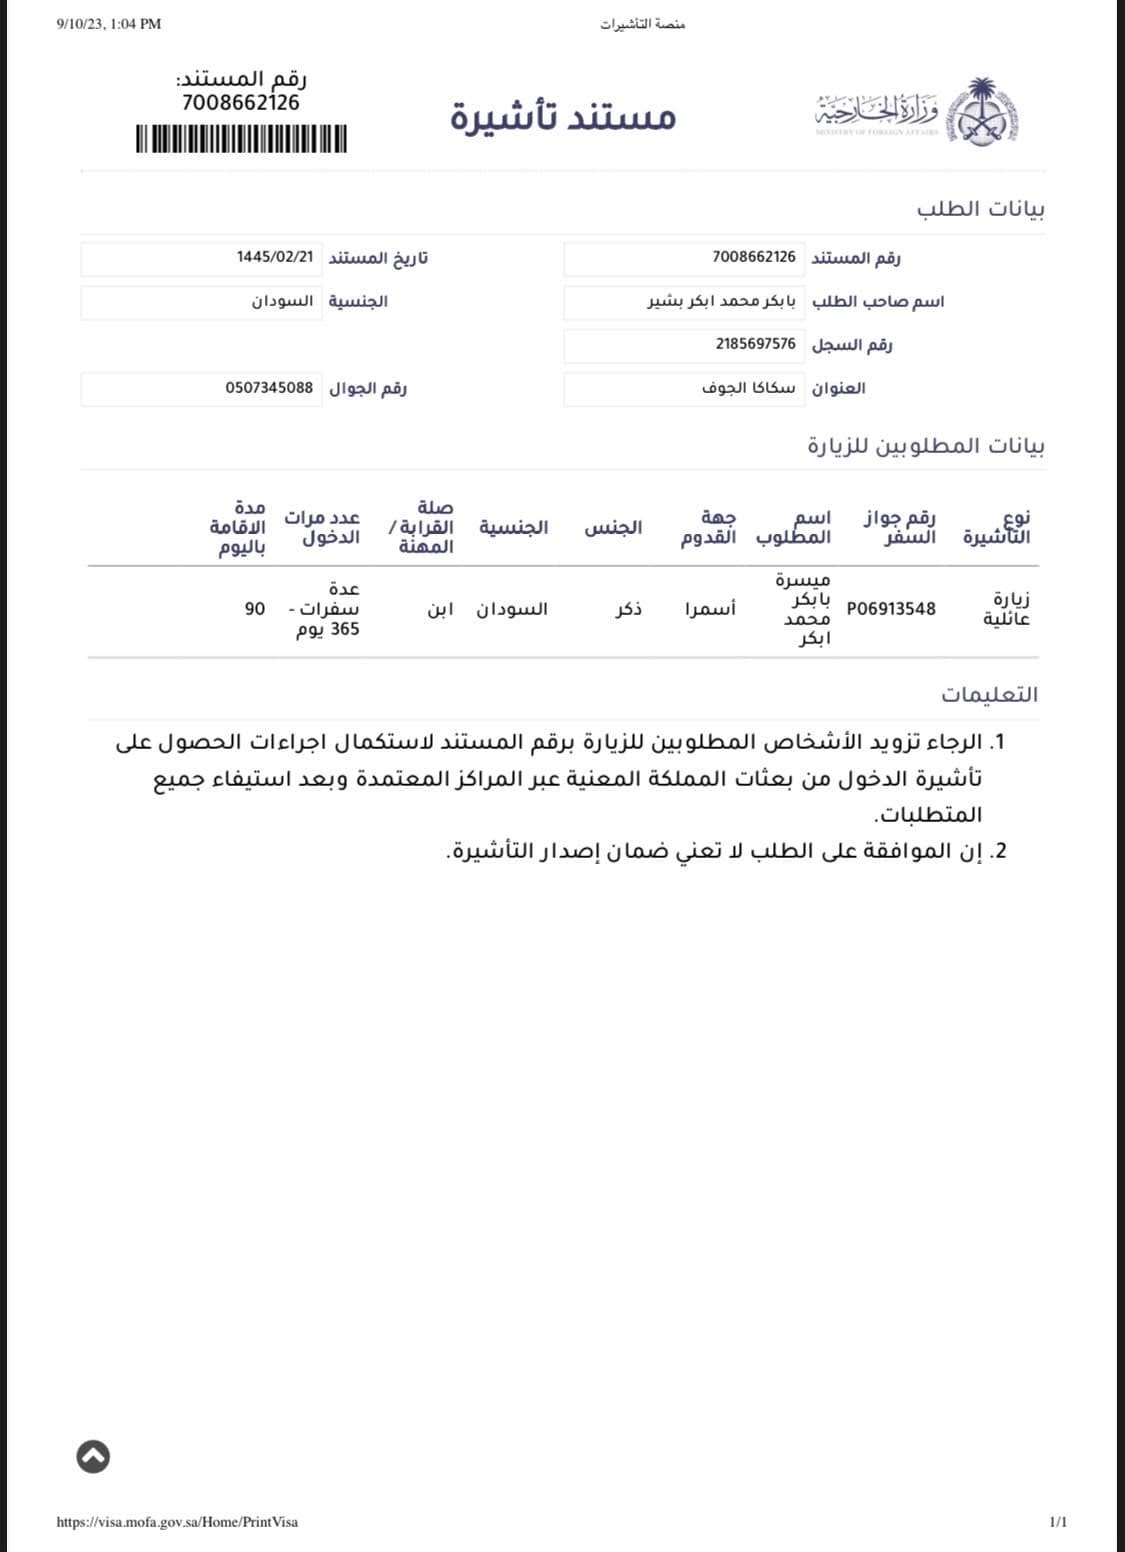 9/10/23, 1:04 PM
منصة التأشيرات
وزارة الخارجية
MINISTRY OF FOREIGN AFFAIRS
مستند تأشيرة
رقم المستند:
7008662126
بيانات الطلب
رقم المستند 7008662126 تاريخ المستند 1445/02/21
اسم صاحب الطلب بابكر محمد ابكر بشير الجنسية السودان
رقم السجل 2185697576
العنوان سكاكا الجوف رقم الجوال 0507345088
بيانات المطلوبين للزيارة
نوع التأشيرة رقم جواز السفر اسم المطلوب جهة القدوم الجنس الجنسية صلة القرابة / المهنة عدد مرات الدخول مدة الاقامة باليوم
زيارة عائلية P06913548 ميسرة بابكر محمد ابكر أسمرا ذكر السودان ابن عدة سفرات - 365 يوم 90
التعليمات
1. الرجاء تزويد الأشخاص المطلوبين للزيارة برقم المستند لاستكمال اجراءات الحصول على
تأشيرة الدخول من بعثات المملكة المعنية عبر المراكز المعتمدة وبعد استيفاء جميع
المتطلبات.
2. إن الموافقة على الطلب لا تعني ضمان إصدار التأشيرة.
https://visa.mofa.gov.sa/Home/PrintVisa
1/1